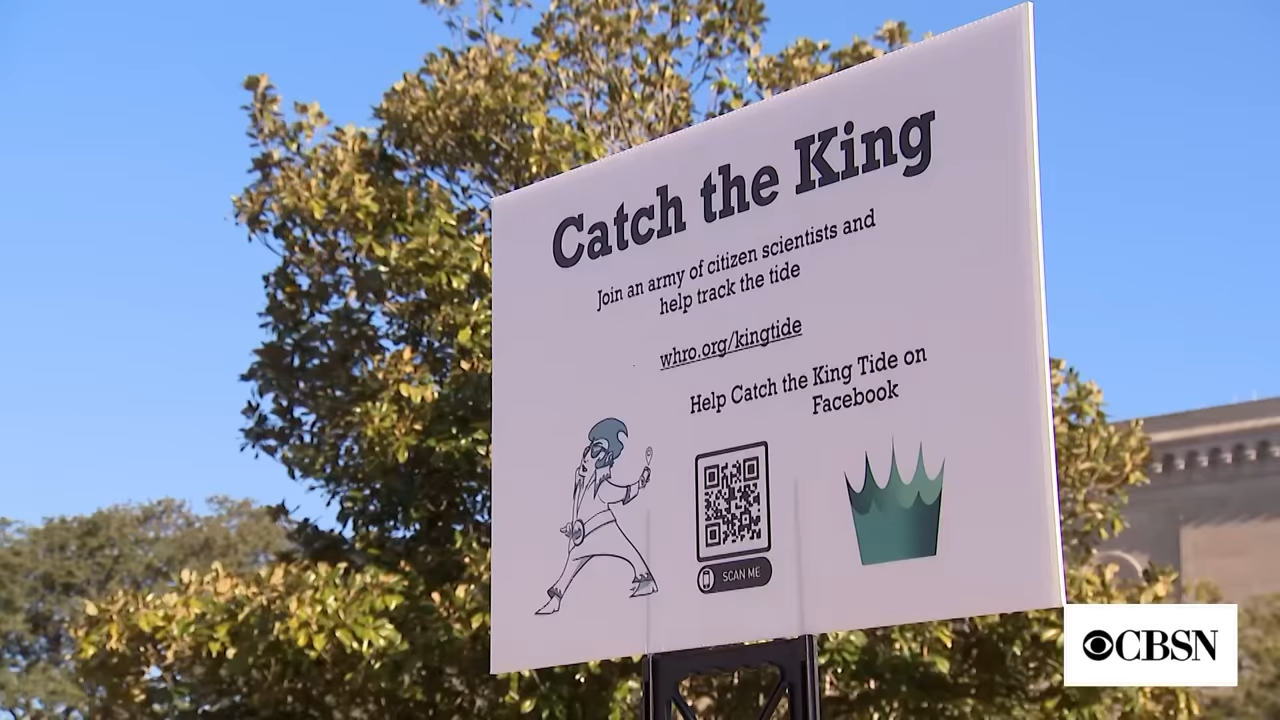 Catch the King
Join an army of citizen scientists and
help track the tide
whro.org/kingtide
Help Catch the King Tide on
Facebook
SCAN ME
CBSN